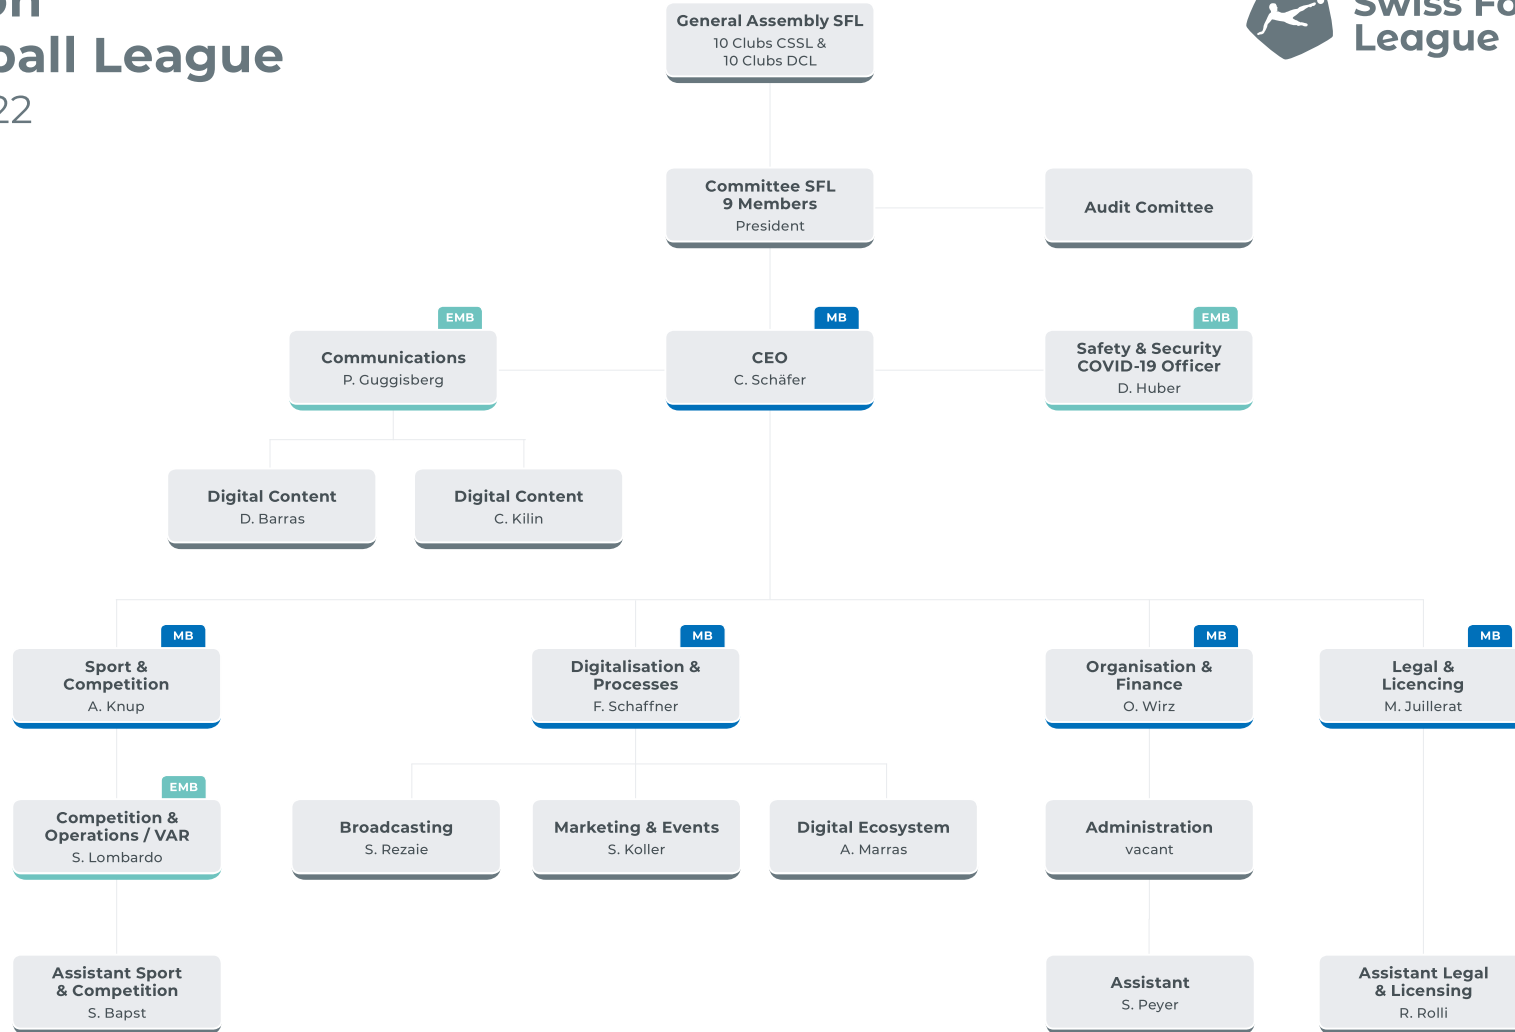 ball League
22
General Assembly SFL
10 Clubs CSSL &
10 Clubs DCL
Swiss Fo
League
Committee SFL
9 Members
President
Audit Comittee
EMB
Communications
P. Guggisberg
MB
CEO
C. Schäfer
EMB
Safety & Security
COVID-19 Officer
D. Huber
Digital Content
D. Barras
Digital Content
C. Kilin
MB
Sport &
Competition
A. Knup
MB
Digitalisation &
Processes
F. Schaffner
MB
Organisation &
Finance
O. Wirz
MB
Legal &
Licencing
M. Juillerat
EMB
Competition &
Operations / VAR
S. Lombardo
Broadcasting
S. Rezaie
Marketing & Events
S. Koller
Digital Ecosystem
A. Marras
Administration
vacant
Assistant Sport
& Competition
S. Bapst
Assistant
S. Peyer
Assistant Legal
& Licensing
R. Rolli